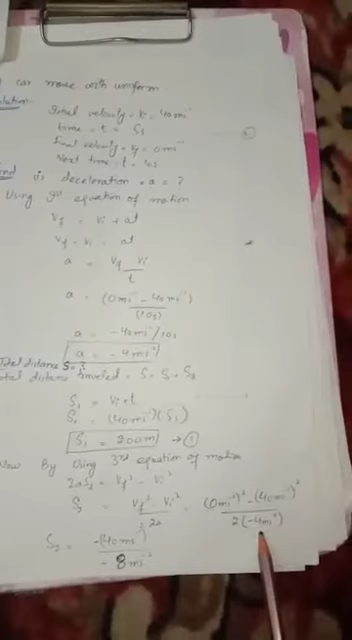 car move with uniform
Initial velocity = Vi = 40ms⁻¹
time = t = 5s
Final velocity = Vf = 0ms⁻¹
Next time = t = 10s
is deceleration = a = ?
Using 1st equation of motion
Vf = Vi + at
Vf - Vi = at
a = Vf - Vi / t
a = (0ms⁻¹ - 40ms⁻¹) / (10s)
a = -40ms⁻¹/10s
a = -4ms⁻²
Total distance S = ?
Total distance traveled = S = S₁ + S₂
S₁ = Vi × t
S₁ = (40ms⁻¹)(5s)
S₁ = 200m → ①
Now By Using 3rd equation of motion
2aS₂ = Vf² - Vi²
S₂ = Vf² - Vi² / 2a = (0ms⁻¹)² - (40ms⁻¹)² / 2(-4ms⁻²)
S₂ = -(40ms⁻¹)² / -8ms⁻²